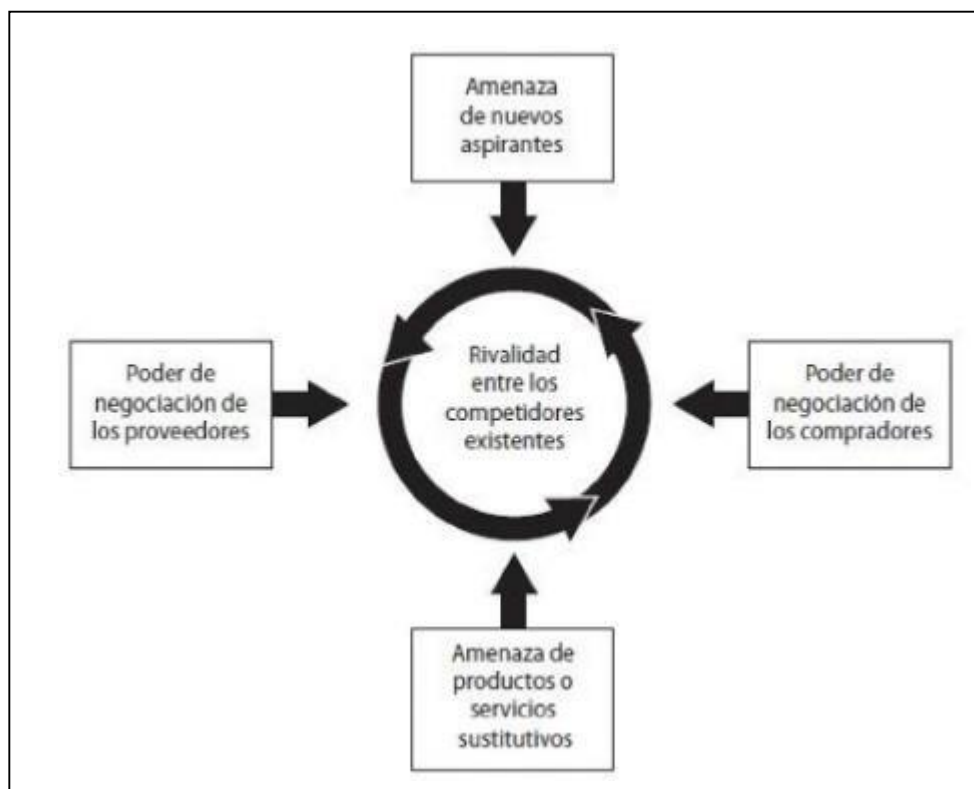 Amenaza
de nuevos
aspirantes
Poder de
negociación de
los proveedores
Rivalidad
entre los
competidores
existentes
Poder de
negociación de
los compradores
Amenaza de
productos o
servicios
sustitutivos